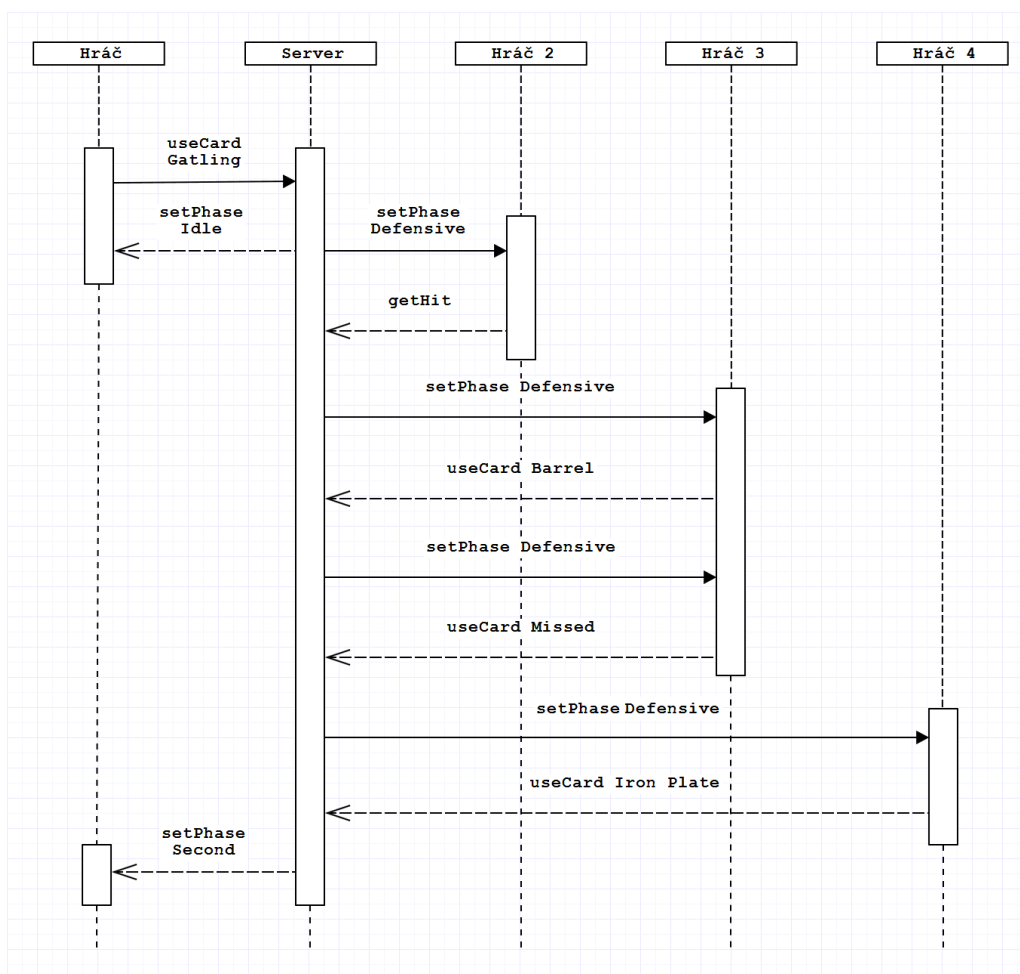 Hráč
Server
Hráč 2
Hráč 3
Hráč 4
useCard
Gatling
setPhase
Idle
setPhase
Defensive
getHit
setPhase Defensive
useCard Barrel
setPhase Defensive
useCard Missed
setPhase Defensive
useCard Iron Plate
setPhase
Second